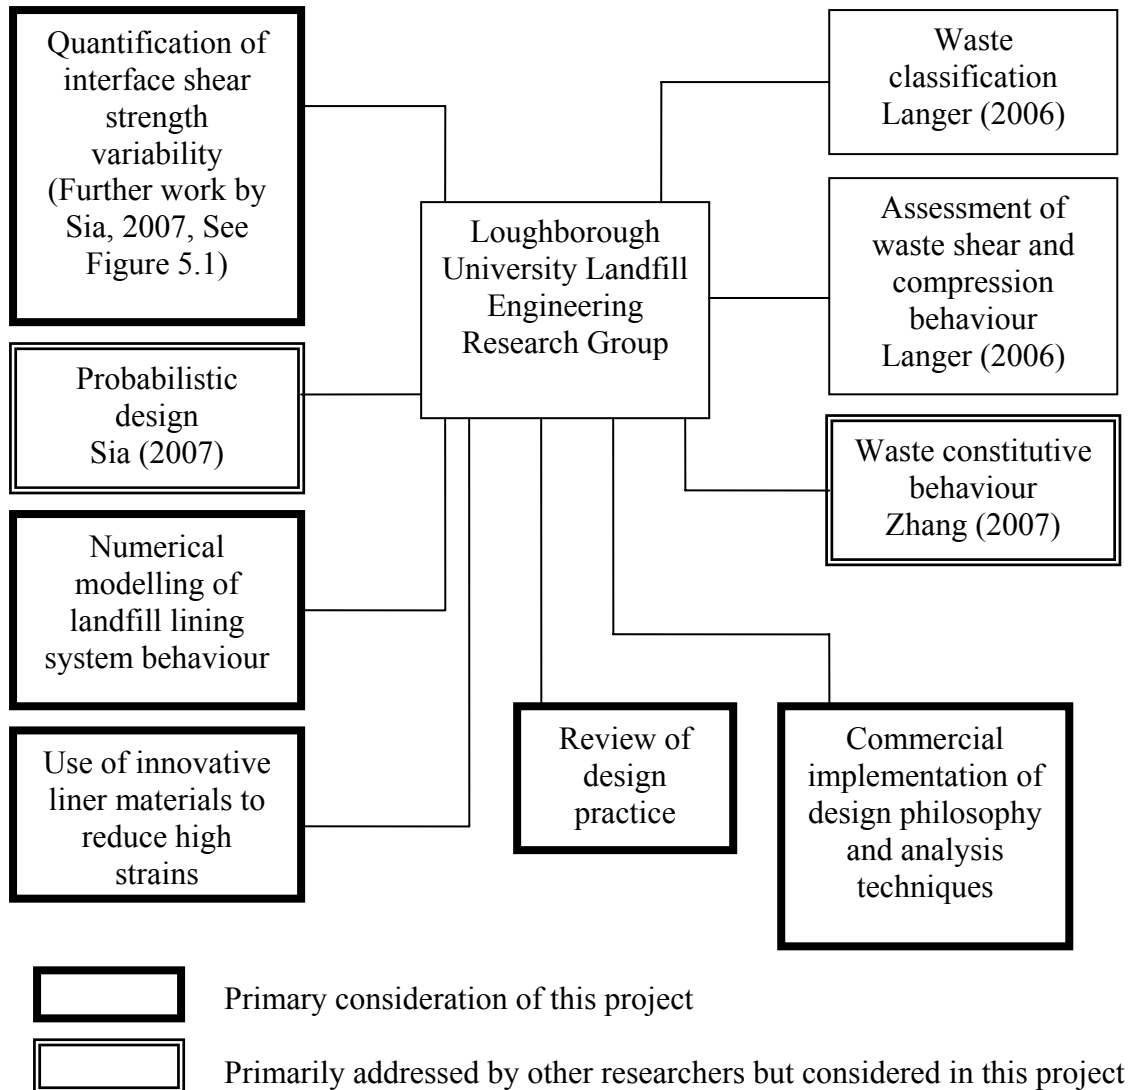 Quantification of
interface shear
strength
variability
(Further work by
Sia, 2007, See
Figure 5.1)
Probabilistic
design
Sia (2007)
Numerical
modelling of
landfill lining
system behaviour
Use of innovative
liner materials to
reduce high
strains
Loughborough
University Landfill
Engineering
Research Group
Waste
classification
Langer (2006)
Assessment of
waste shear and
compression
behaviour
Langer (2006)
Waste constitutive
behaviour
Zhang (2007)
Review of
design
practice
Commercial
implementation of
design philosophy
and analysis
techniques
Primary consideration of this project
Primarily addressed by other researchers but considered in this project